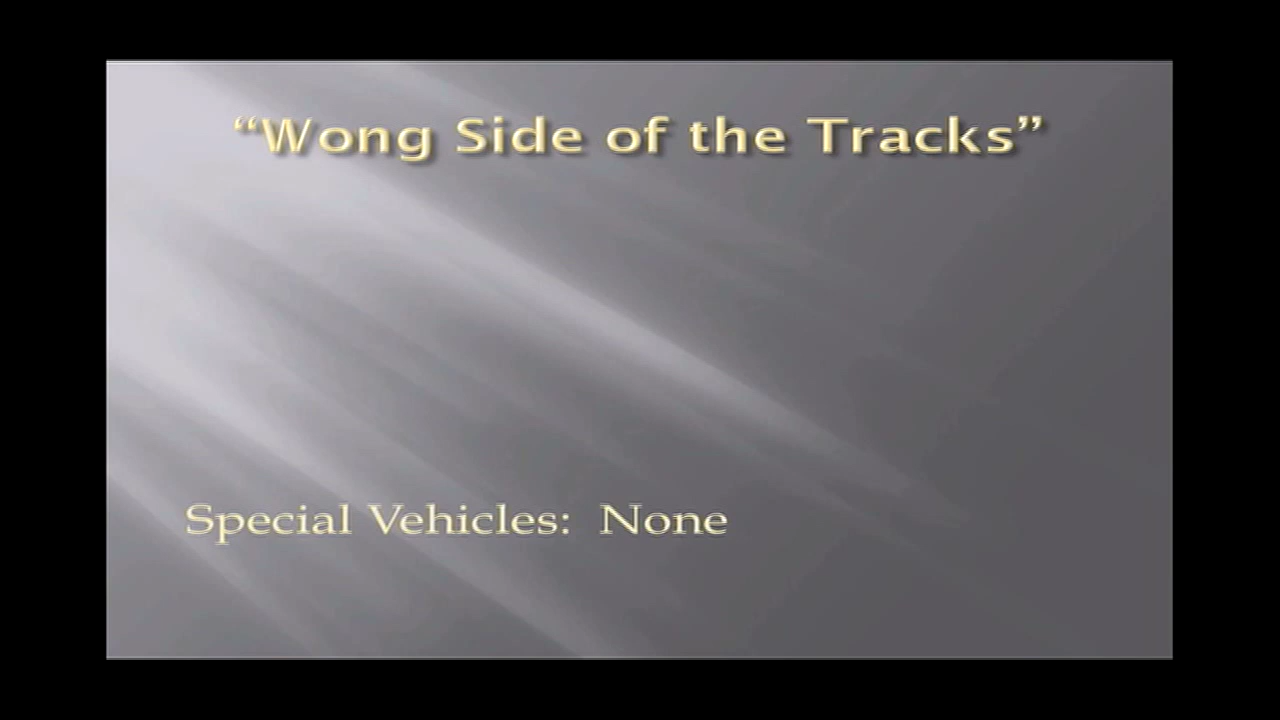 “Wong Side of the Tracks”
Special Vehicles:  None